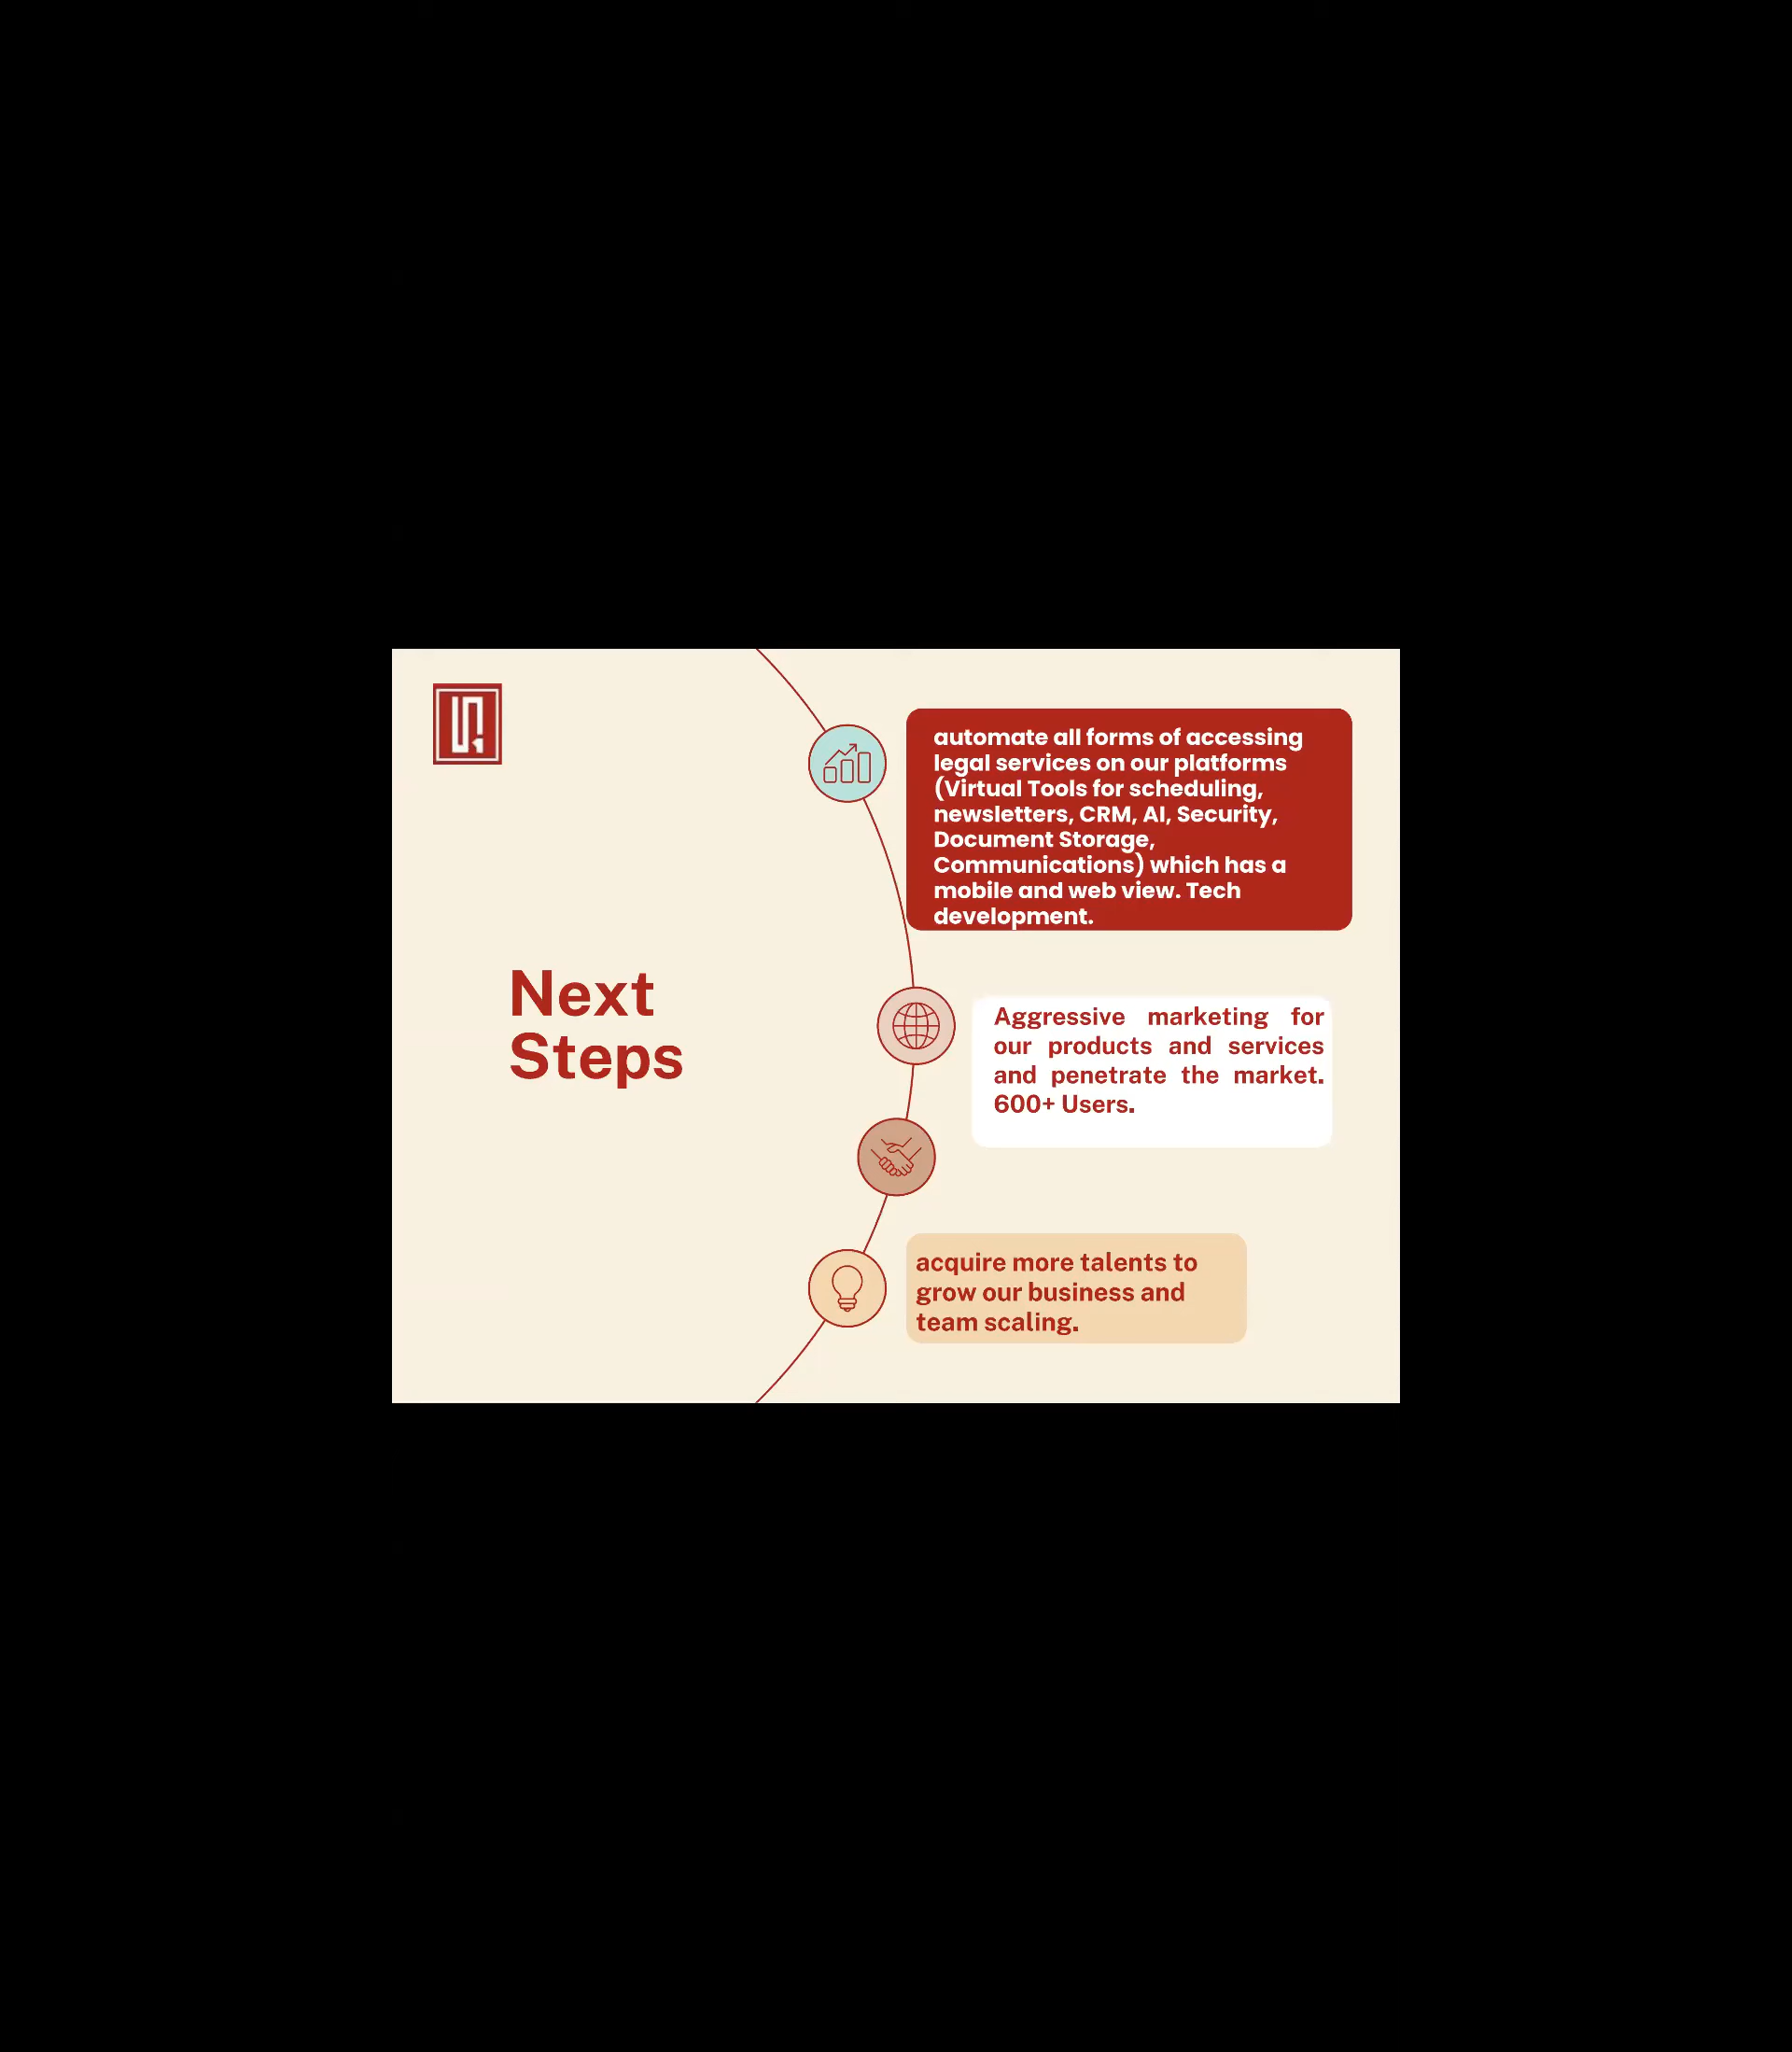 automate all forms of accessing
legal services on our platforms
(Virtual Tools for scheduling,
newsletters, CRM, AI, Security,
Document Storage,
Communications) which has a
mobile and web view. Tech
development.
Next
Steps
Aggressive marketing for
our products and services
and penetrate the market.
600+ Users.
acquire more talents to
grow our business and
team scaling.